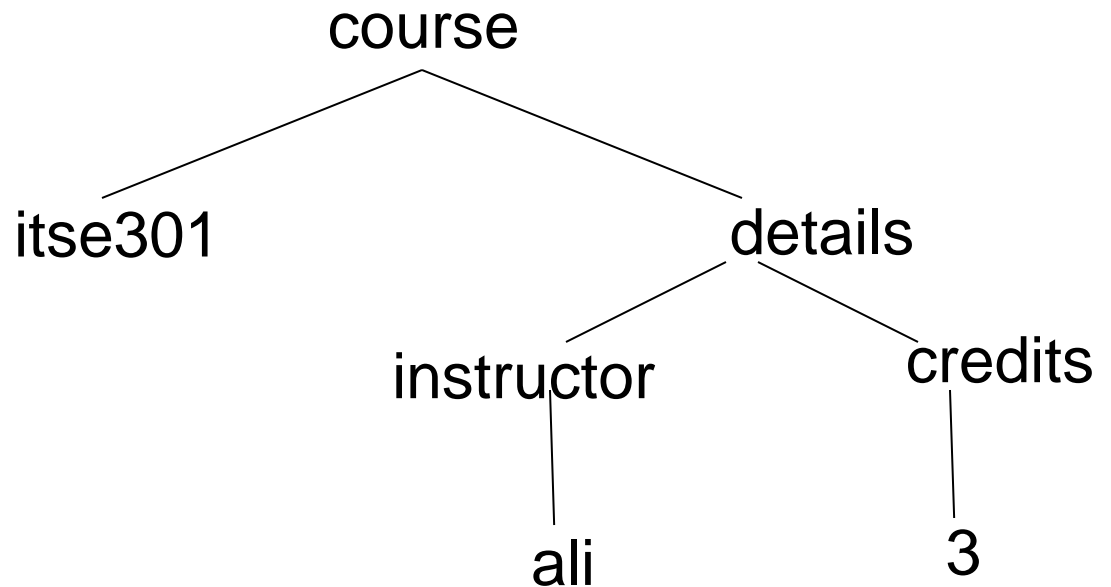 course
itse301
details
instructor
credits
ali
3